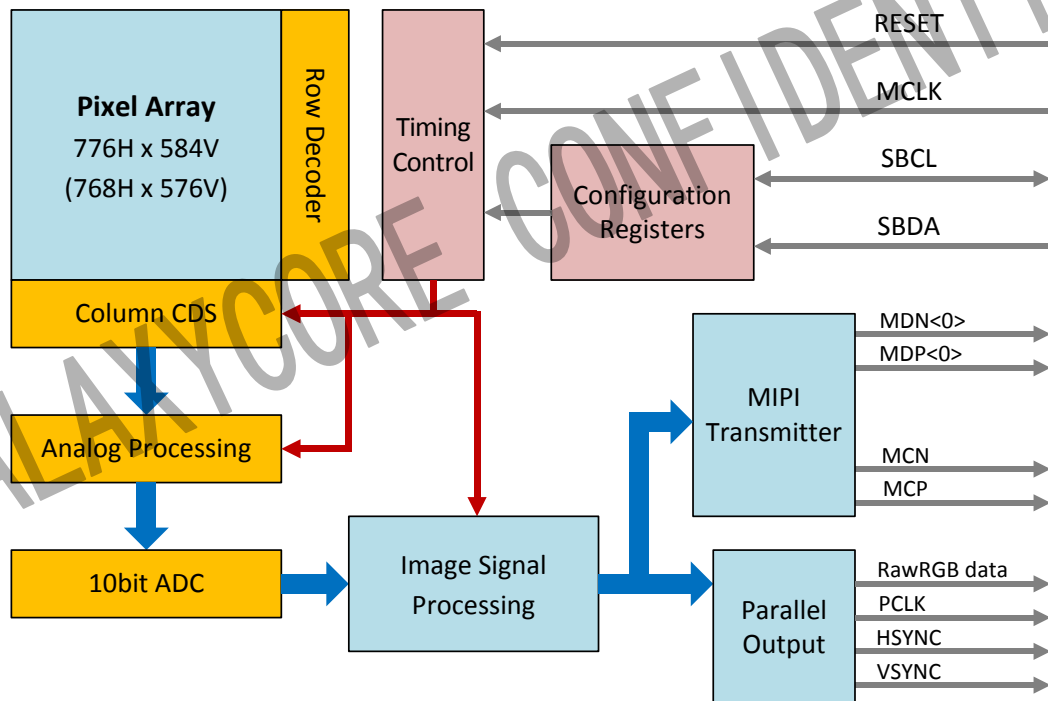 Pixel Array
776H x 584V
(768H x 576V)
Row Decoder
Column CDS
Analog Processing
10bit ADC
Timing
Control
Configuration
Registers
RESET
MCLK
SBCL
SBDA
Image Signal
Processing
MIPI
Transmitter
MDN<0>
MDP<0>
MCN
MCP
Parallel
Output
RawRGB data
PCLK
HSYNC
VSYNC
ALAXYCORE CONFIDENTI